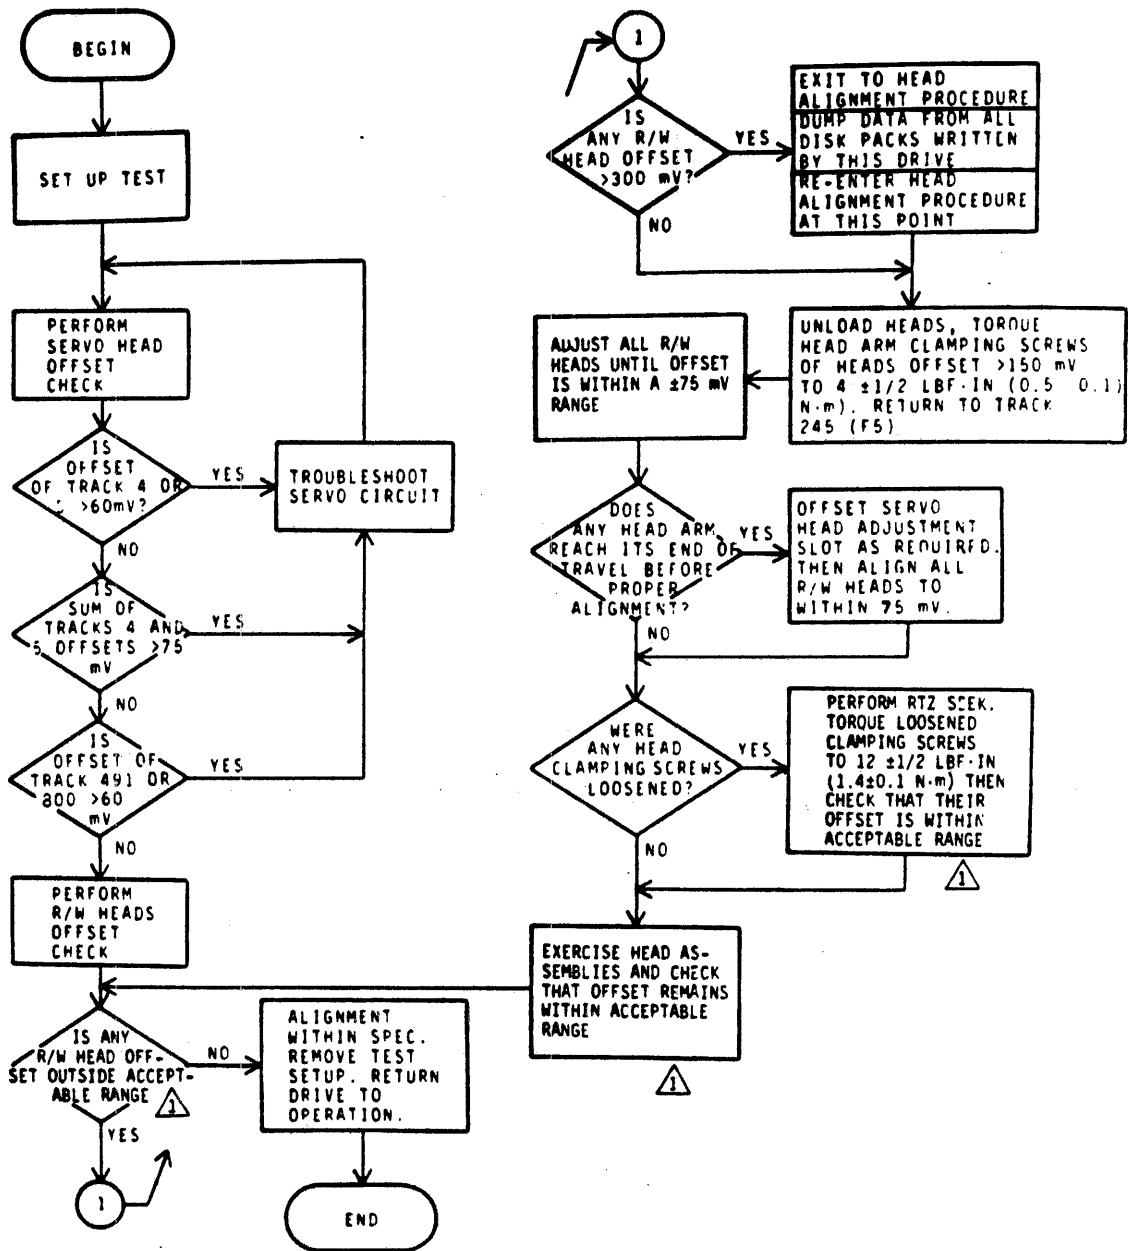 BEGIN
SET UP TEST
PERFORM
SERVO HEAD
OFFSET
CHECK
IS
OFFSET
OF TRACK 4 OR
>60mV?
YES
TROUBLESHOOT
SERVO CIRCUIT
NO
IS
SUM OF
TRACKS 4 AND
5 OFFSETS >75
mV
YES
NO
IS
OFFSET OF
TRACK 491 OR
800 >60
mV
YES
NO
PERFORM
R/W HEADS
OFFSET
CHECK
IS ANY
R/W HEAD OFF-
SET OUTSIDE ACCEPT-
ABLE RANGE
1
NO
ALIGNMENT
WITHIN SPEC.
REMOVE TEST
SETUP. RETURN
DRIVE TO
OPERATION.
YES
1
END
1
IS
ANY R/W
HEAD OFFSET
>300 mV?
YES
EXIT TO HEAD
ALIGNMENT PROCEDURE
DUMP DATA FROM ALL
DISK PACKS WRITTEN
BY THIS DRIVE
RE-ENTER HEAD
ALIGNMENT PROCEDURE
AT THIS POINT
NO
UNLOAD HEADS, TORQUE
HEAD ARM CLAMPING SCREWS
OF HEADS OFFSET >150 mV
TO 4 ±1/2 LBF·IN (0.5 0.1)
N·m). RETURN TO TRACK
245 (F5)
ADJUST ALL R/W
HEADS UNTIL OFFSET
IS WITHIN A ±75 mV
RANGE
DOES
ANY HEAD ARM
REACH ITS END OF
TRAVEL BEFORE
PROPER
ALIGNMENT?
YES
OFFSET SERVO
HEAD ADJUSTMENT
SLOT AS REQUIRED.
THEN ALIGN ALL
R/W HEADS TO
WITHIN 75 mV.
NO
WERE
ANY HEAD
CLAMPING SCREWS
LOOSENED?
YES
PERFORM RTZ SEEK.
TORQUE LOOSENED
CLAMPING SCREWS
TO 12 ±1/2 LBF·IN
(1.4±0.1 N·m) THEN
CHECK THAT THEIR
OFFSET IS WITHIN
ACCEPTABLE RANGE
1
NO
EXERCISE HEAD AS-
SEMBLIES AND CHECK
THAT OFFSET REMAINS
WITHIN ACCEPTABLE
RANGE
1